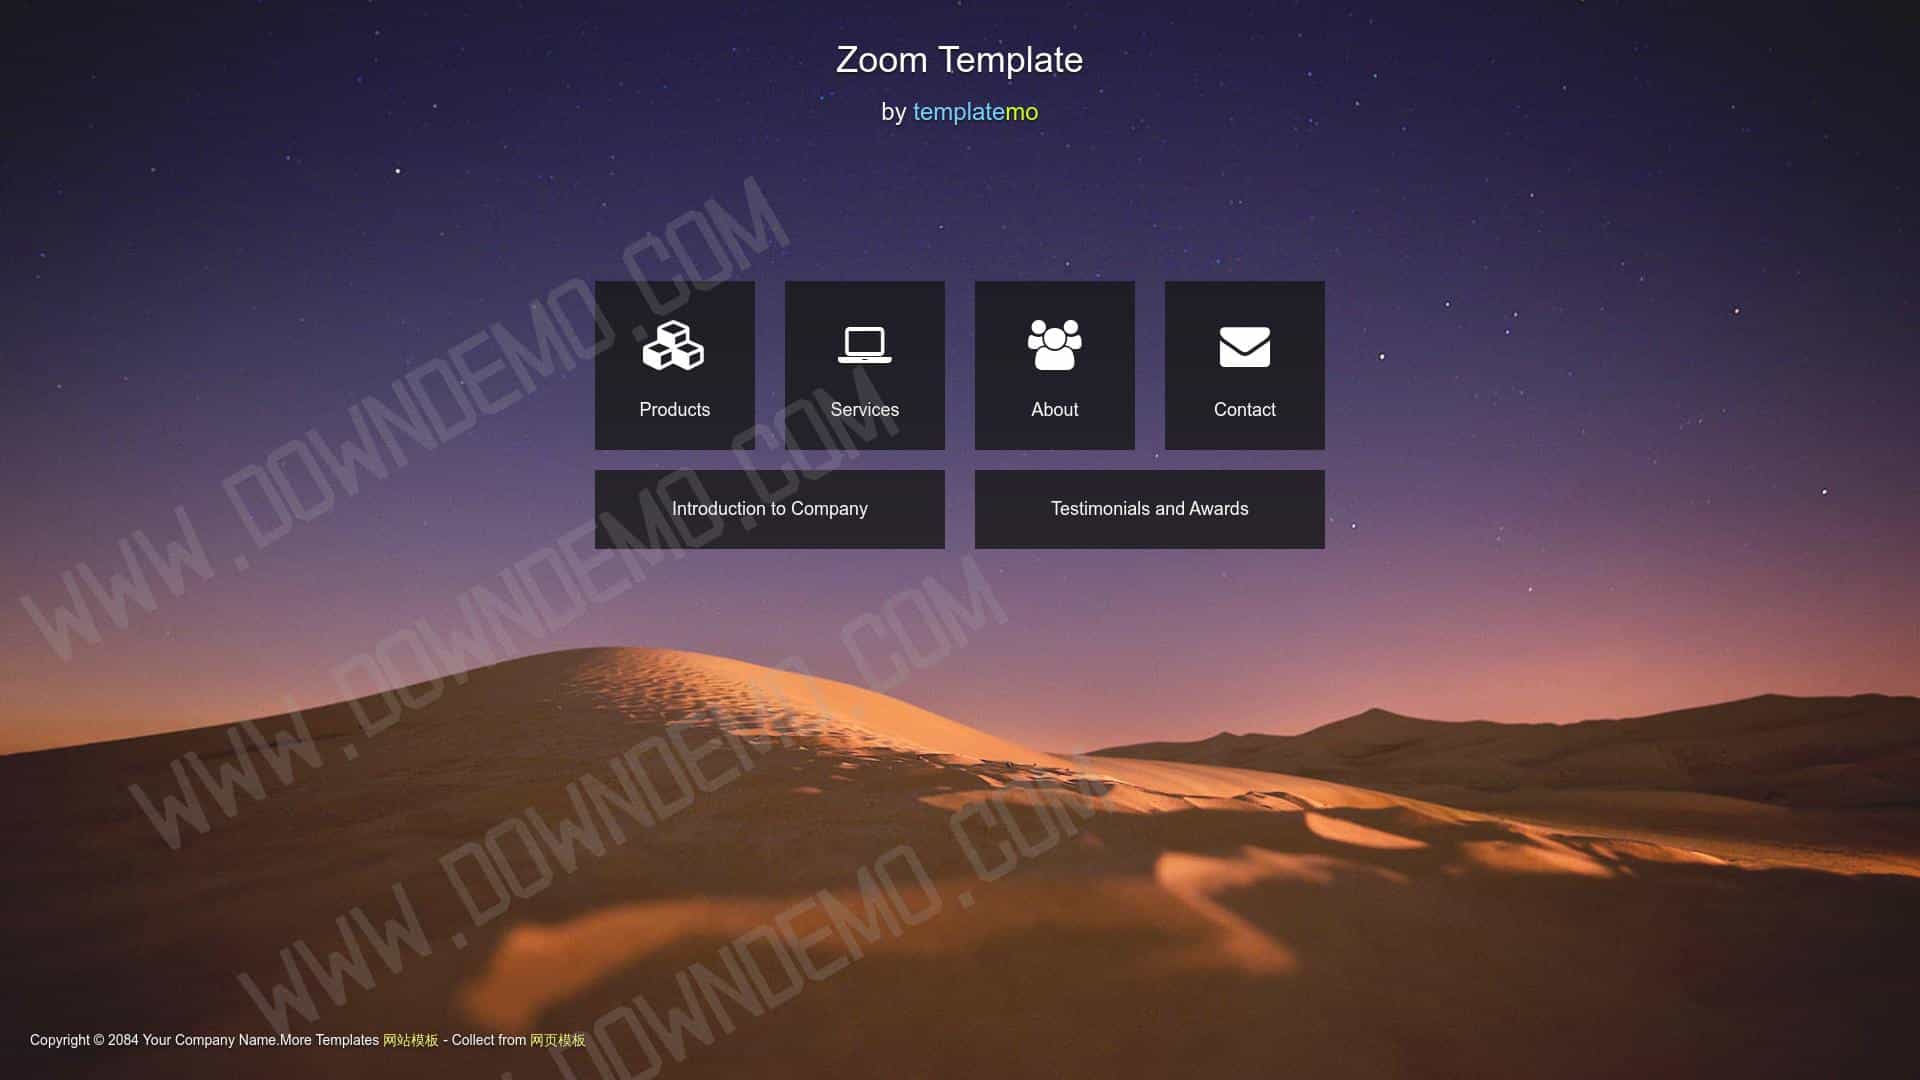 Zoom Template
by templatemo
Products
Services
About
Contact
Introduction to Company
Testimonials and Awards
WWW.DOWNDEMO.COM
WWW.DOWNDEMO.COM
WWW.DOWNDEMO.COM
DOWNDEMO.COM
Copyright © 2084 Your Company Name.More Templates 网站模板 - Collect from 网页模板